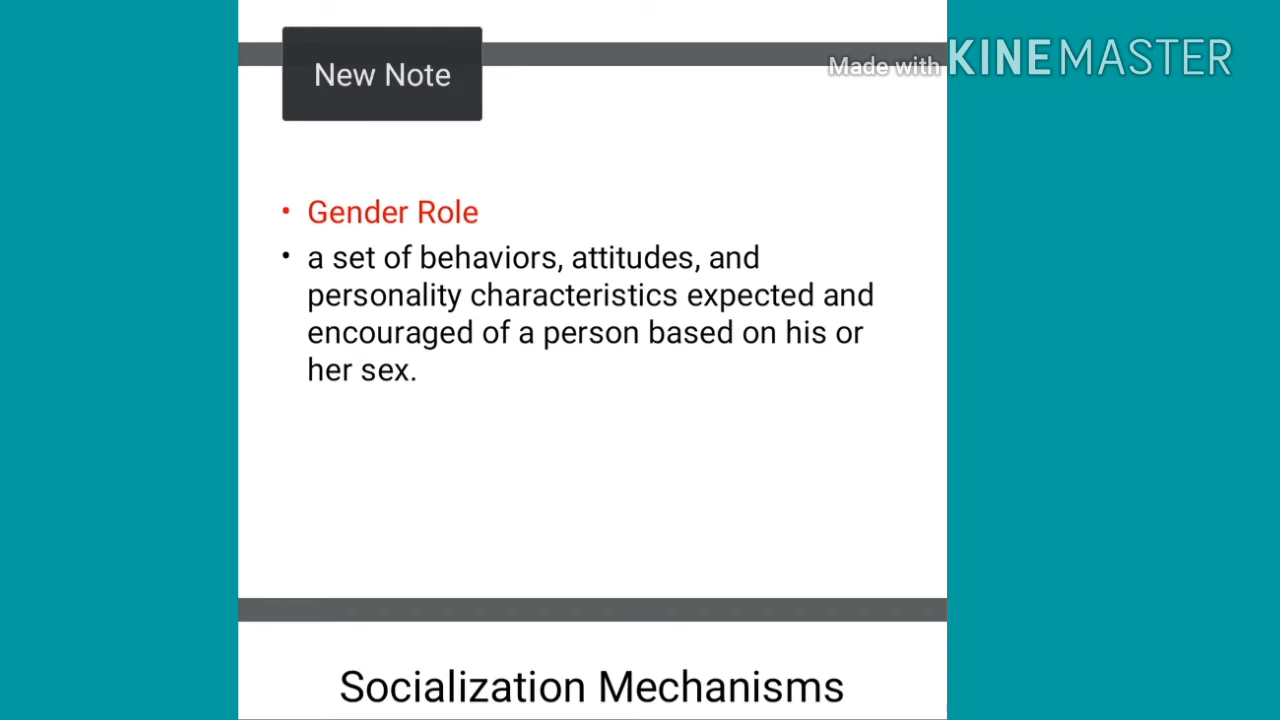 New Note
Made with KINEMASTER
• Gender Role
• a set of behaviors, attitudes, and
personality characteristics expected and
encouraged of a person based on his or
her sex.
Socialization Mechanisms